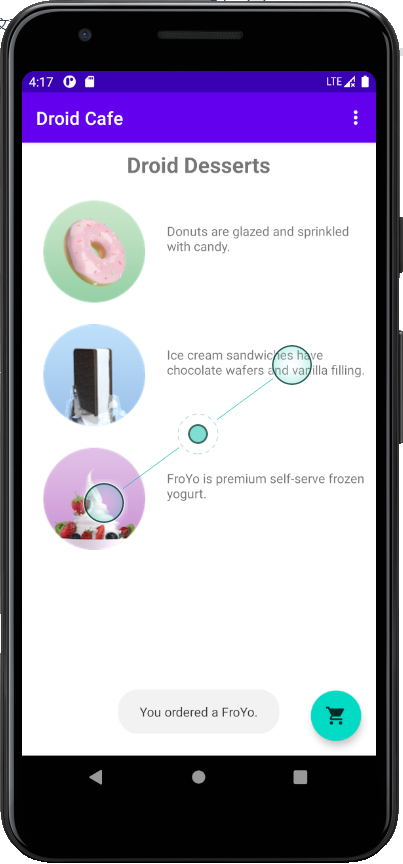 4:17
LTE
Droid Cafe
Droid Desserts
Donuts are glazed and sprinkled
with candy.
Ice cream sandwiches have
chocolate wafers and vanilla filling.
FroYo is premium self-serve frozen
yogurt.
You ordered a FroYo.